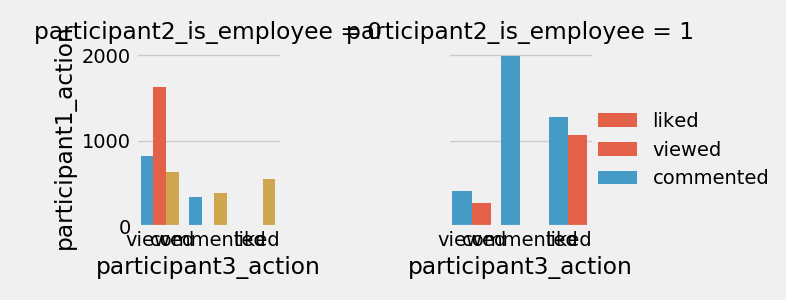 participant2_is_employee = 0
participant2_is_employee = 1
participant1_action
2000
1000
0
viewed
commented
liked
participant3_action
viewed
commented
liked
participant3_action
liked
viewed
commented